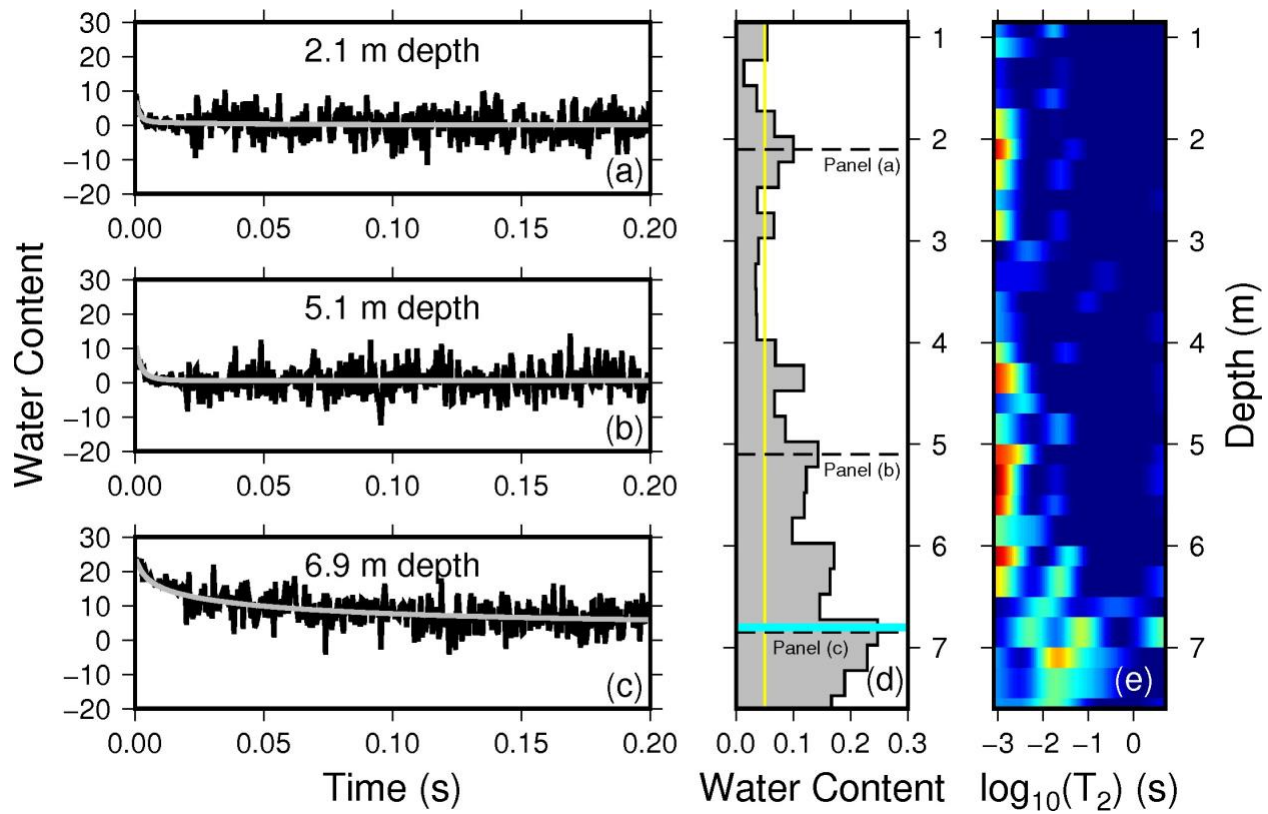 30
20
10
0
−10
−20
2.1 m depth
(a)
0.00 0.05 0.10 0.15 0.20
30
20
10
0
−10
−20
5.1 m depth
(b)
0.00 0.05 0.10 0.15 0.20
30
20
10
0
−10
−20
6.9 m depth
(c)
0.00 0.05 0.10 0.15 0.20
Water Content
Time (s)
Panel (a)
Panel (b)
Panel (c)
(d)
1
2
3
4
5
6
7
0.0 0.1 0.2 0.3
Water Content
(e)
1
2
3
4
5
6
7
Depth (m)
−3 −2 −1 0
log₁₀(T₂) (s)